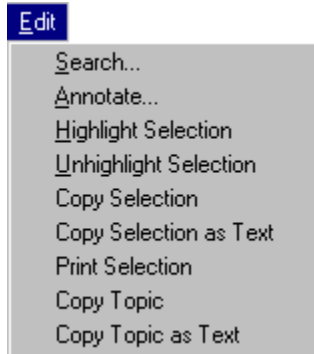 Edit
Search...
Annotate...
Highlight Selection
Unhighlight Selection
Copy Selection
Copy Selection as Text
Print Selection
Copy Topic
Copy Topic as Text